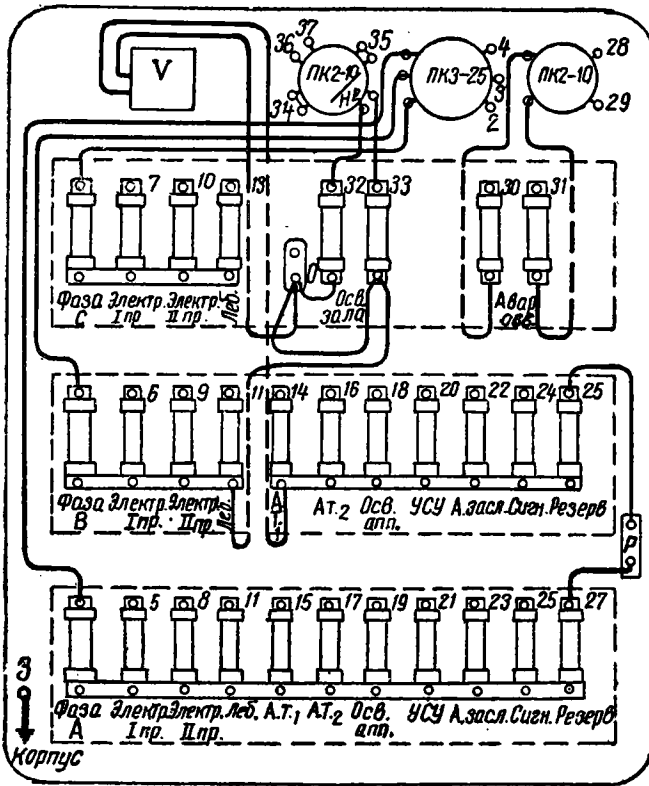 V
37
36
35
34
ПК2-10/
Н2
4
ПК3-25
3
2
28
ПК2-10
29
7 10 13 32 33 30 31
Фаза Электр. Электр. Леб.
С I пр. II пр.
Осв.
зала
Авар.
осв.
6 9 11 14 16 18 20 22 24 25
Фаза Электр. Электр. Леб.
В I пр. II пр.
А.Т.1
Ат.2 Осв. УСУ А.засл. Сигн. Резерв
апп.
Р
5 8 11 15 17 19 21 23 25 27
Фаза Электр. Электр. Леб. А.Т.1 А.Т.2 Осв. УСУ А.засл. Сигн. Резерв
А I пр. II пр. апп.
З
Корпус